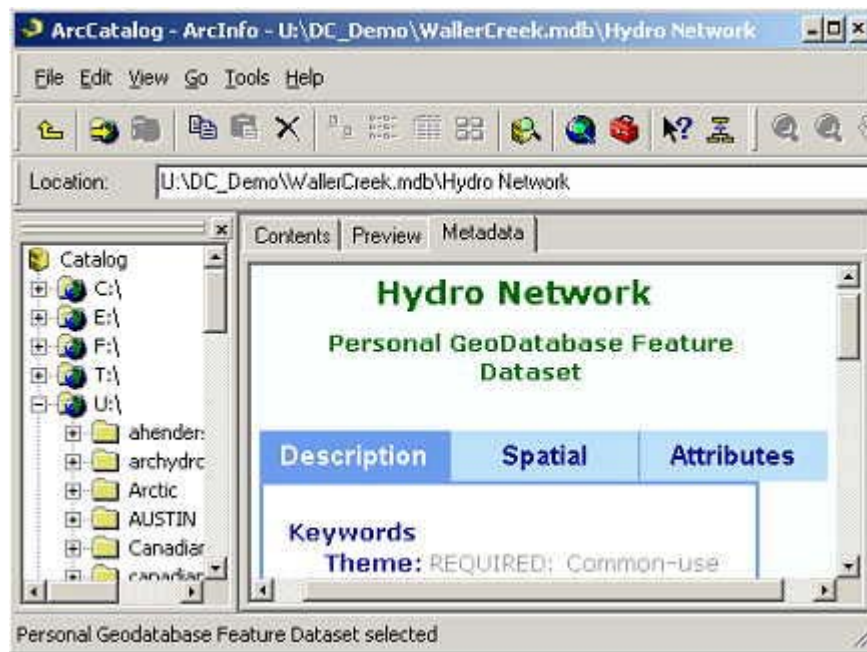 ArcCatalog - ArcInfo - U:\DC_Demo\WallerCreek.mdb\Hydro Network
File Edit View Go Tools Help
Location: U:\DC_Demo\WallerCreek.mdb\Hydro Network
Contents Preview Metadata
Catalog
C:\
E:\
F:\
T:\
U:\
ahender
archydro
Arctic
AUSTIN
Canadian
canadian
Hydro Network
Personal GeoDatabase Feature
Dataset
Description Spatial Attributes
Keywords
Theme: REQUIRED: Common-use
Personal Geodatabase Feature Dataset selected